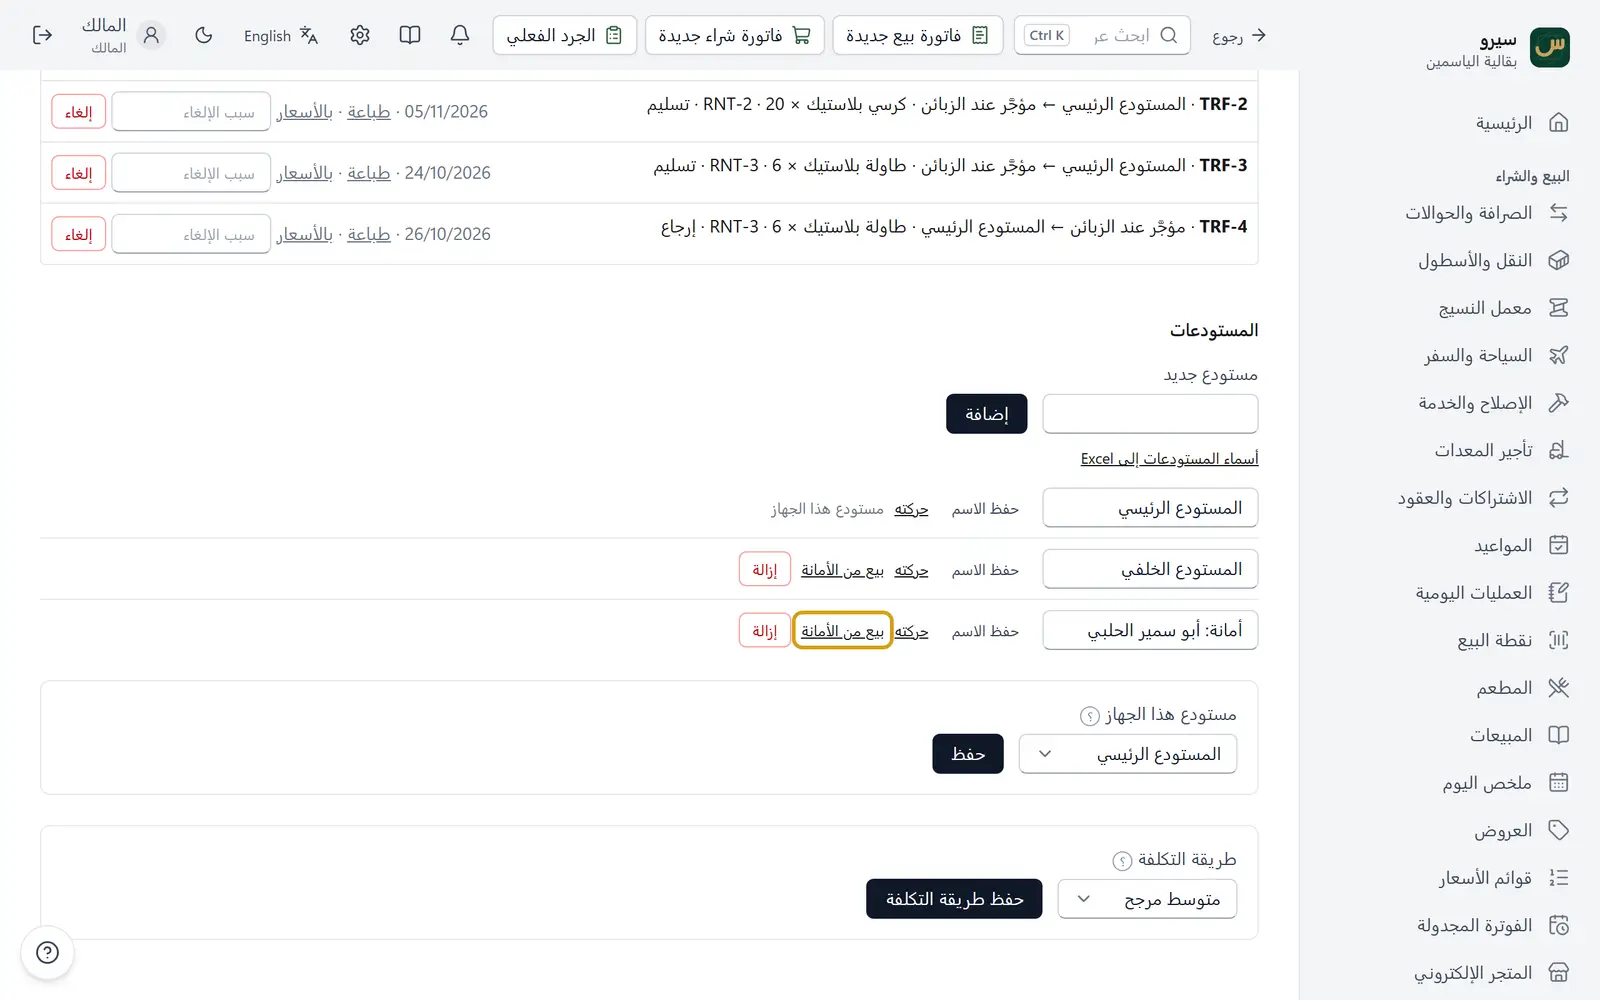 سيرو
بقالية الياسمين
رجوع
ابحث عر
Ctrl K
فاتورة بيع جديدة
فاتورة شراء جديدة
الجرد الفعلي
English
المالك
المالك
الرئيسية
البيع والشراء
الصرافة والحوالات
النقل والأسطول
معمل النسيج
السياحة والسفر
الإصلاح والخدمة
تأجير المعدات
الاشتراكات والعقود
المواعيد
العمليات اليومية
نقطة البيع
المطعم
المبيعات
ملخص اليوم
العروض
قوائم الأسعار
الفوترة المجدولة
المتجر الإلكتروني
TRF-2 · المستودع الرئيسي ← مؤجَّر عند الزبائن · كرسي بلاستيك × 20 · RNT-2 · تسليم
05/11/2026 · طباعة · بالأسعار
سبب الإلغاء
إلغاء
TRF-3 · المستودع الرئيسي ← مؤجَّر عند الزبائن · طاولة بلاستيك × 6 · RNT-3 · تسليم
24/10/2026 · طباعة · بالأسعار
سبب الإلغاء
إلغاء
TRF-4 · مؤجَّر عند الزبائن ← المستودع الرئيسي · طاولة بلاستيك × 6 · RNT-3 · إرجاع
26/10/2026 · طباعة · بالأسعار
سبب الإلغاء
إلغاء
المستودعات
مستودع جديد
إضافة
أسماء المستودعات إلى Excel
المستودع الرئيسي
حفظ الاسم
حركته
مستودع هذا الجهاز
المستودع الخلفي
حفظ الاسم
حركته
بيع من الأمانة
إزالة
أمانة: أبو سمير الحلبي
حفظ الاسم
حركته
بيع من الأمانة
إزالة
مستودع هذا الجهاز ؟
المستودع الرئيسي
حفظ
طريقة التكلفة ؟
متوسط مرجح
حفظ طريقة التكلفة